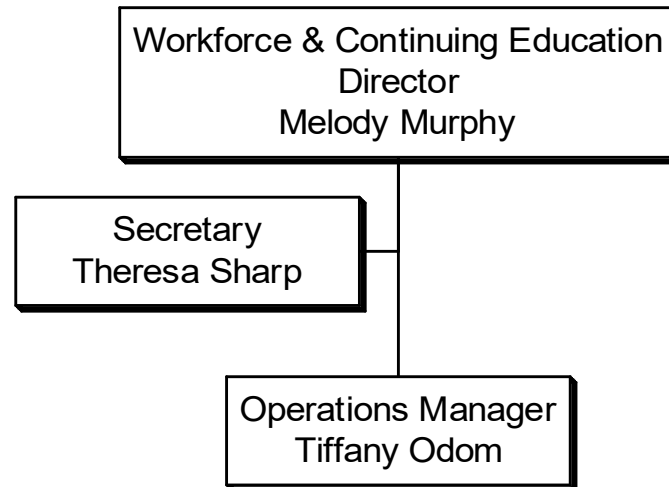 Workforce & Continuing Education
Director
Melody Murphy
Secretary
Theresa Sharp
Operations Manager
Tiffany Odom